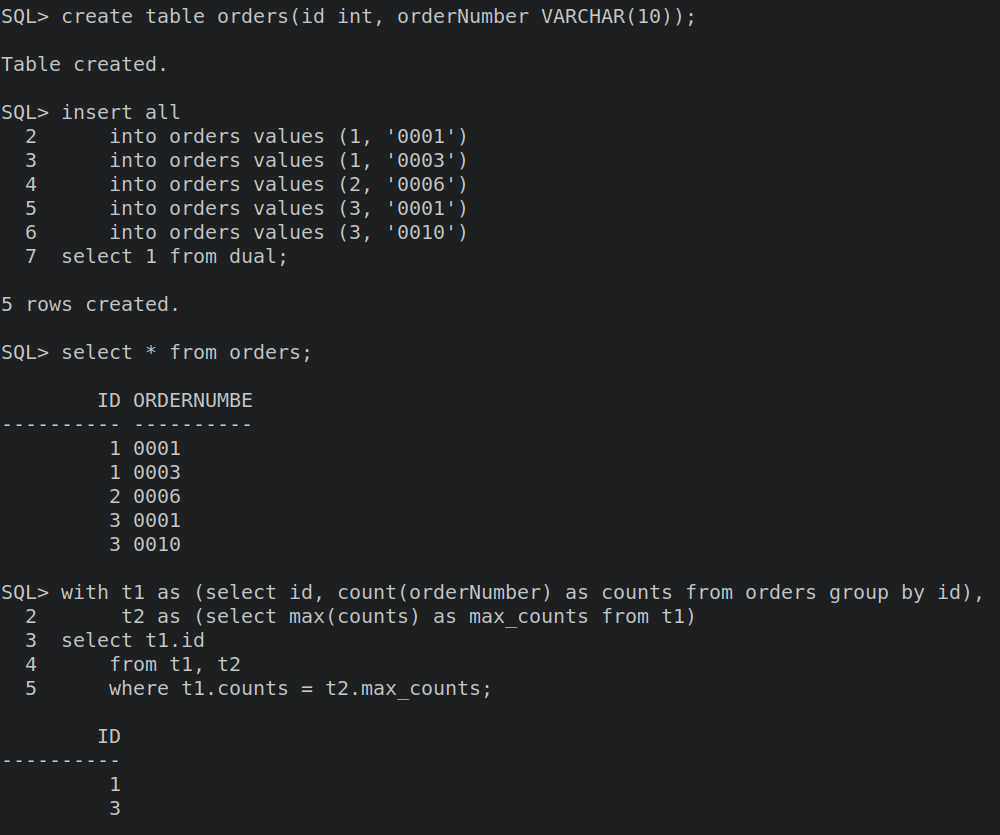 SQL> create table orders(id int, orderNumber VARCHAR(10));
Table created.
SQL> insert all
2 into orders values (1, '0001')
3 into orders values (1, '0003')
4 into orders values (2, '0006')
5 into orders values (3, '0001')
6 into orders values (3, '0010')
7 select 1 from dual;
5 rows created.
SQL> select * from orders;
ID ORDERNUMBE
---------- ----------
1 0001
1 0003
2 0006
3 0001
3 0010
SQL> with t1 as (select id, count(orderNumber) as counts from orders group by id),
2 t2 as (select max(counts) as max_counts from t1)
3 select t1.id
4 from t1, t2
5 where t1.counts = t2.max_counts;
ID
----------
1
3